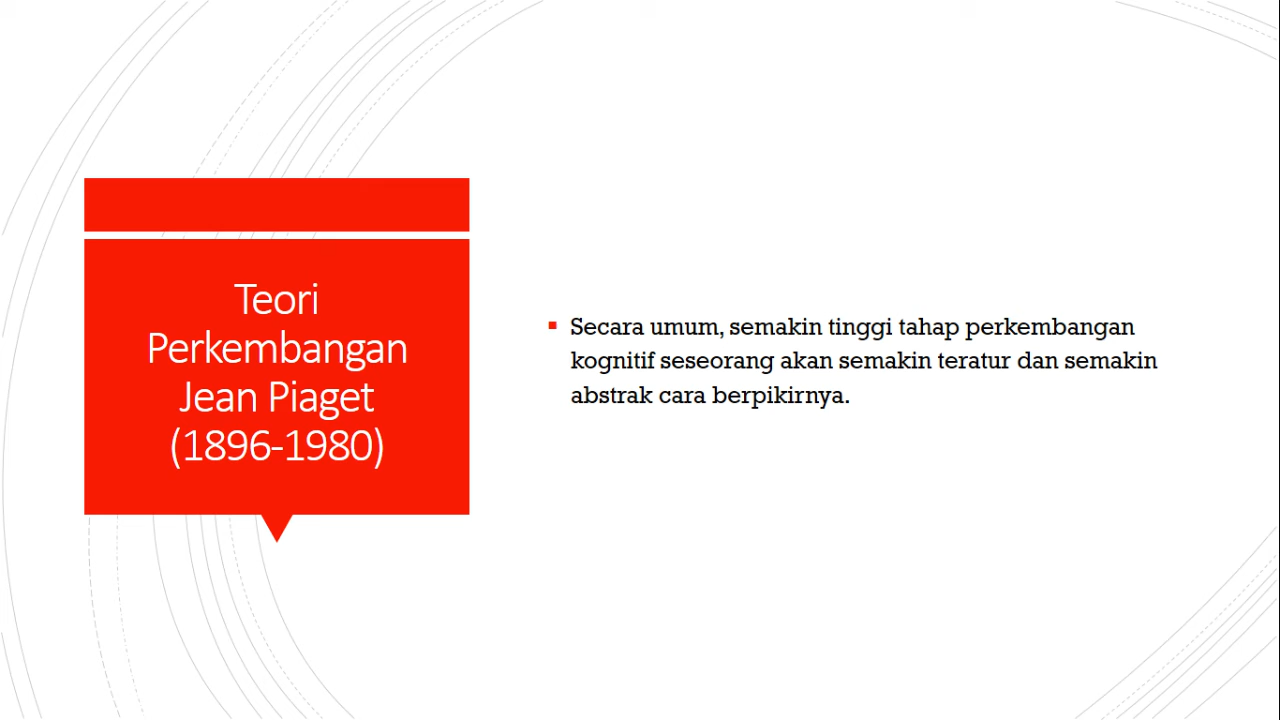 Teori
Perkembangan
Jean Piaget
(1896-1980)
▪ Secara umum, semakin tinggi tahap perkembangan
kognitif seseorang akan semakin teratur dan semakin
abstrak cara berpikirnya.